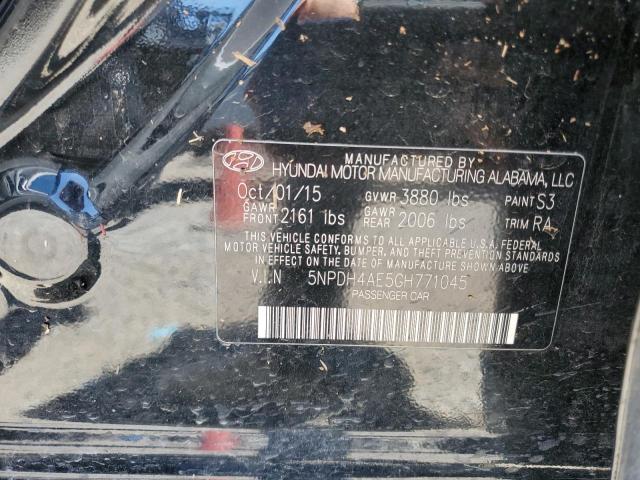 MANUFACTURED BY
HYUNDAI MOTOR MANUFACTURING ALABAMA, LLC
Oct/01/15 GVWR 3880 lbs PAINT S3
GAWR FRONT 2161 lbs GAWR REAR 2006 lbs TRIM RA
THIS VEHICLE CONFORMS TO ALL APPLICABLE U.S.A. FEDERAL
MOTOR VEHICLE SAFETY, BUMPER, AND THEFT PREVENTION STANDARDS
IN EFFECT ON THE DATE OF MANUFACTURE SHOWN ABOVE
V.I.N 5NPDH4AE5GH771045
PASSENGER CAR